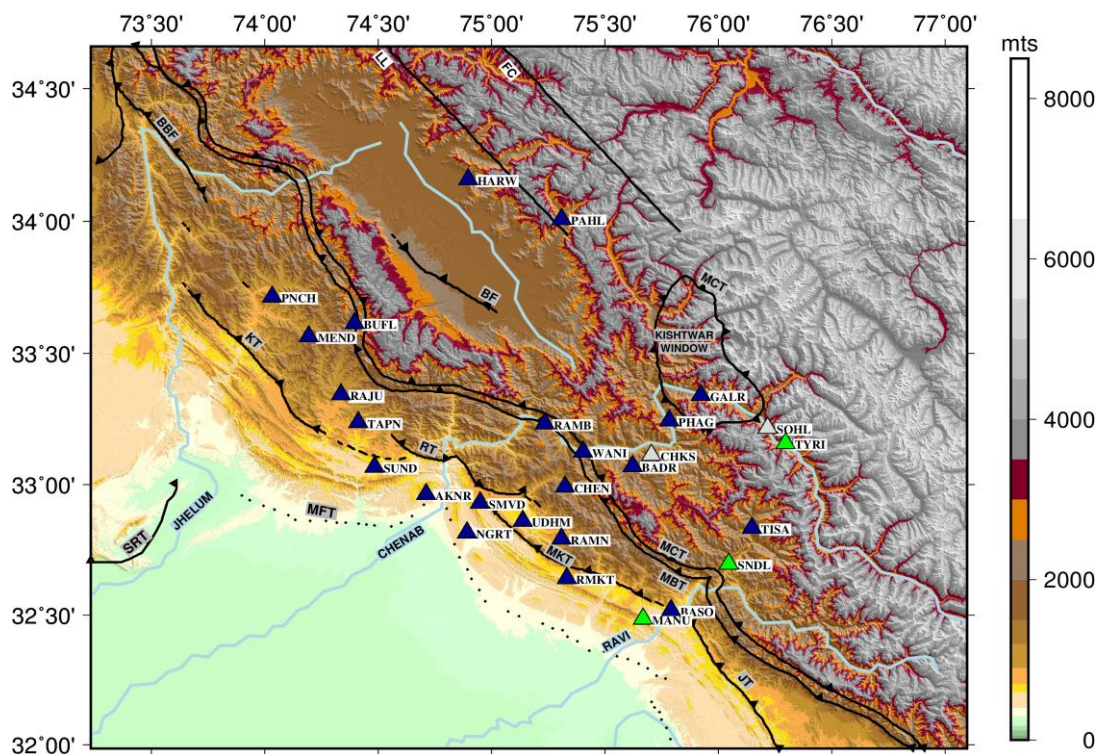 73°30' 74°00' 74°30' 75°00' 75°30' 76°00' 76°30' 77°00'
mts
34°30'
34°00'
33°30'
33°00'
32°30'
32°00'
8000
6000
4000
2000
0
LL
FC
BBF
HARW
PAHL
BF
MCT
PNCH
BUFL
MEND
KT
KISHTWAR
WINDOW
RAJU
TAPN
GALR
RAMB
PHAG
SOHL
TYRI
RT
WANI
CHKS
BADR
SUND
CHEN
AKNR
SMVD
MFT
JHELUM
SRT
CHENAB
NGRT
UDHM
RAMN
TISA
MKT
MCT
MBT
SNDL
RMKT
BASO
MANU
RAVI
JT